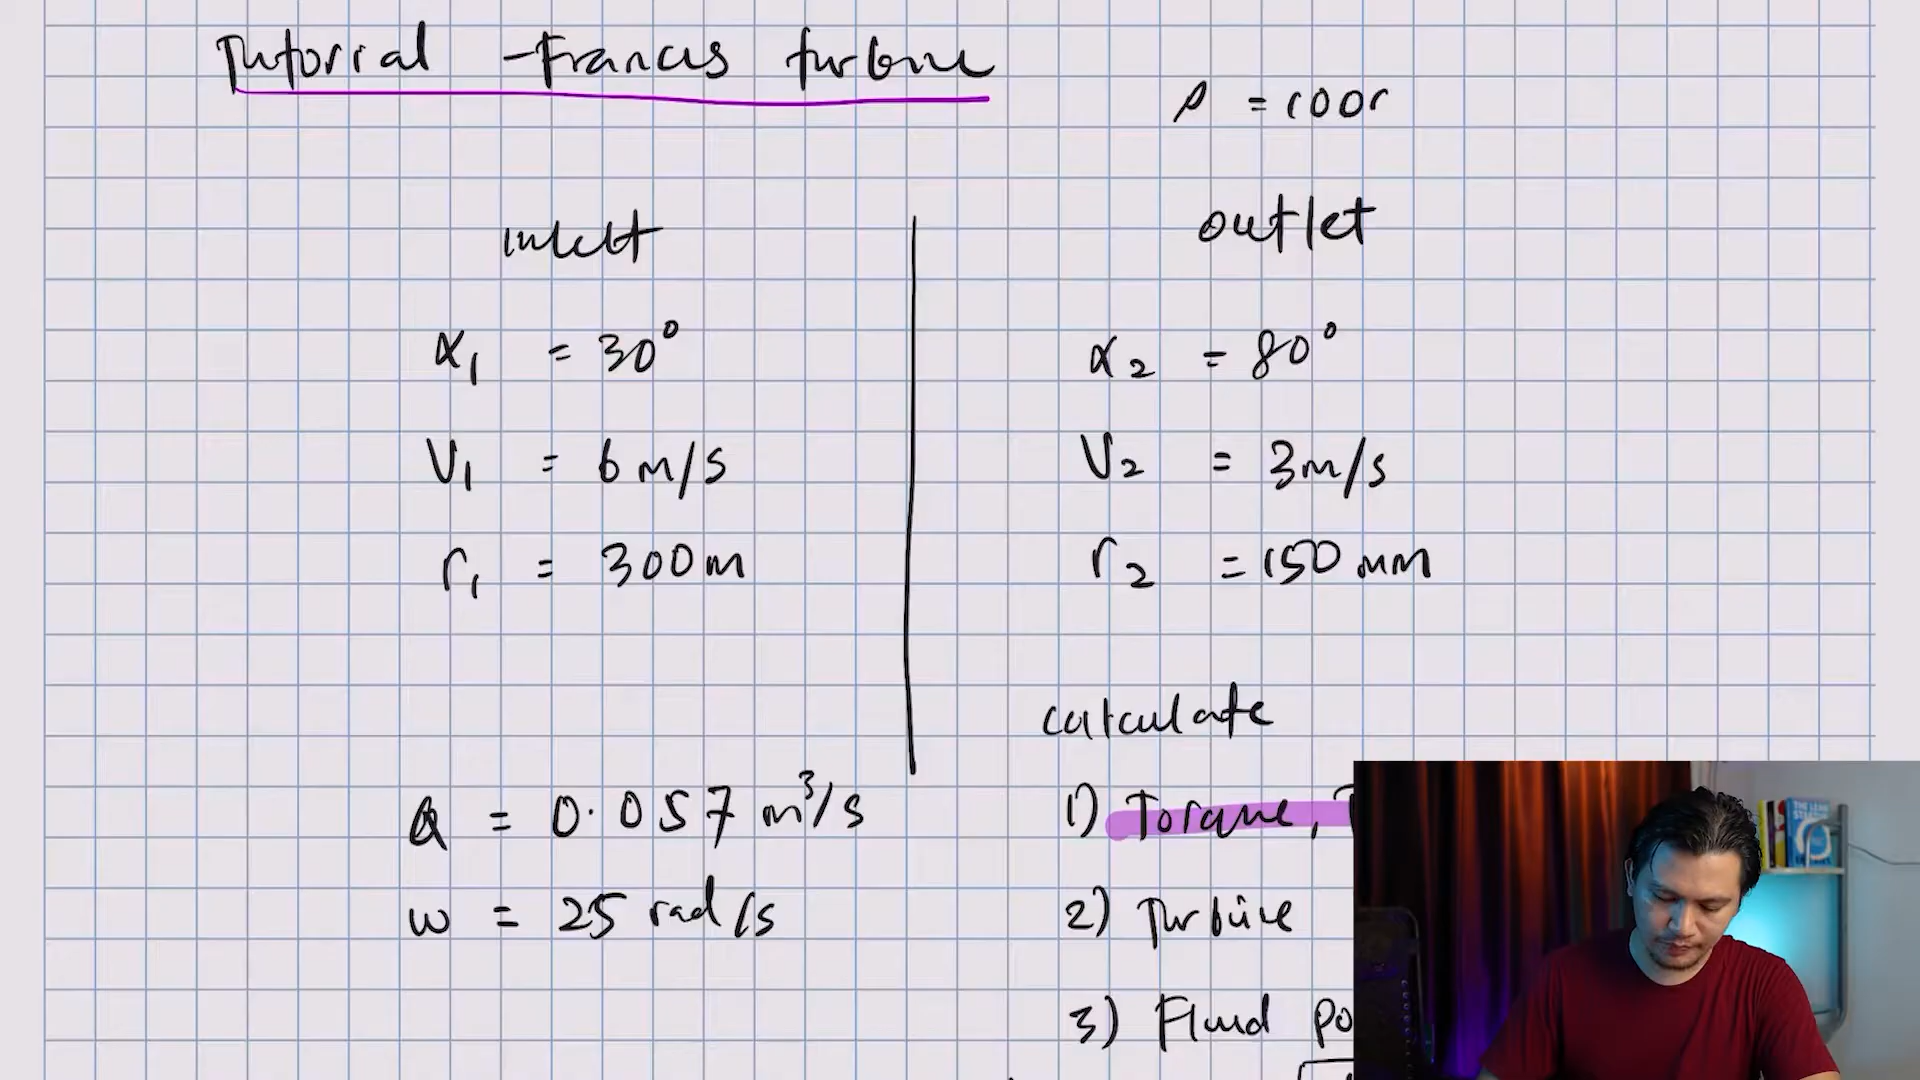 Tutorial - Francis turbine
ρ = 100
inlet
outlet
α₁ = 30°
α₂ = 80°
V₁ = 6 m/s
V₂ = 3 m/s
r₁ = 300 m
r₂ = 150 mm
Q = 0.057 m³/s
ω = 25 rad/s
calculate
1) Torque,
2) Turbine
3) Fluid po